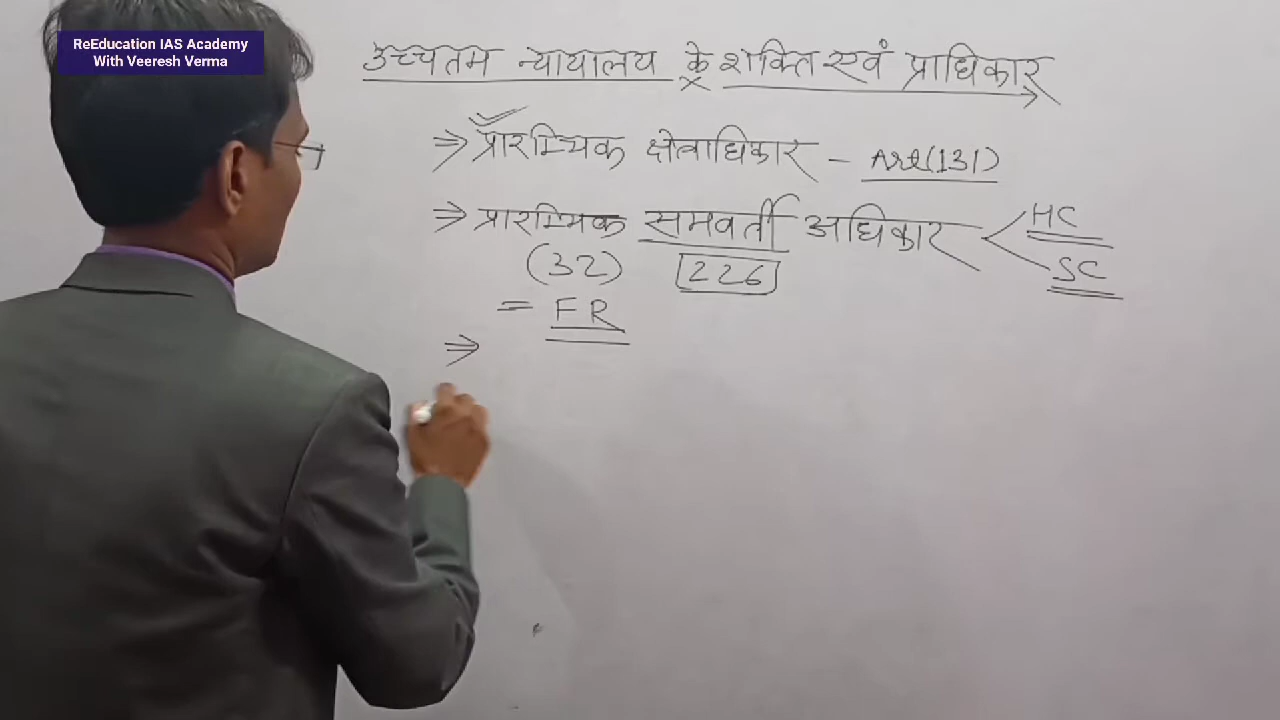 ReEducation IAS Academy
With Veeresh Verma
उच्चतम न्यायालय के शक्ति एवं प्राधिकार
⇒ प्रारम्भिक क्षेत्राधिकार - Art(131)
⇒ प्रारम्भिक समवर्ती अधिकार < HC
SC
(32) 226
= FR
⇒